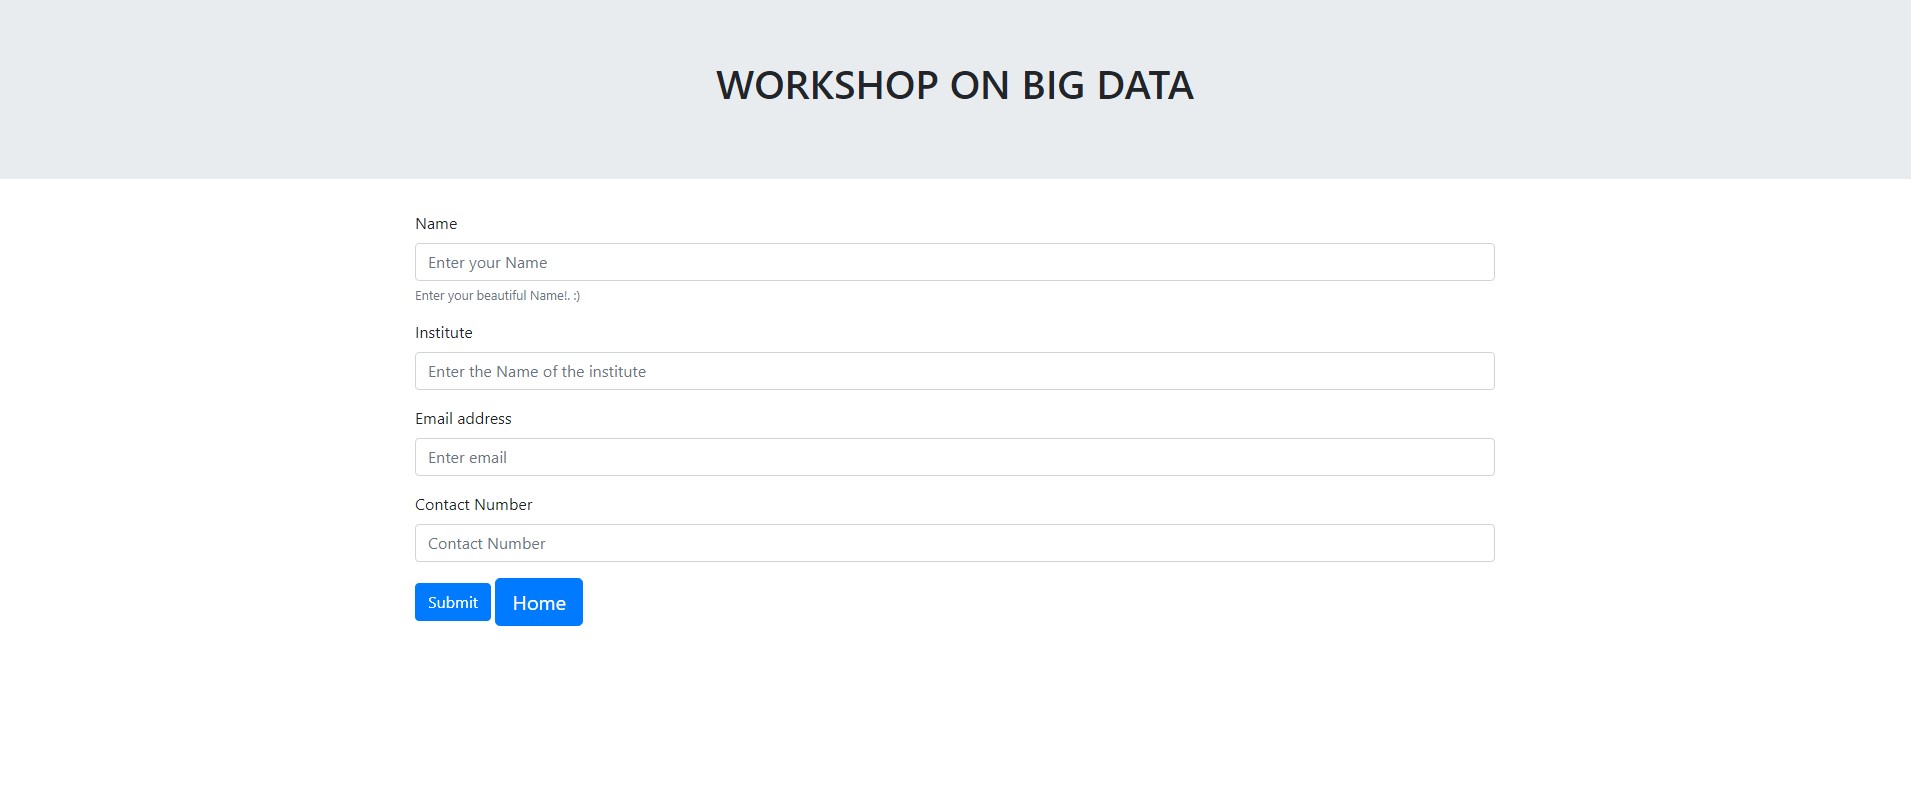 WORKSHOP ON BIG DATA
Name
Enter your Name
Enter your beautiful Name!. :)
Institute
Enter the Name of the institute
Email address
Enter email
Contact Number
Contact Number
Submit Home